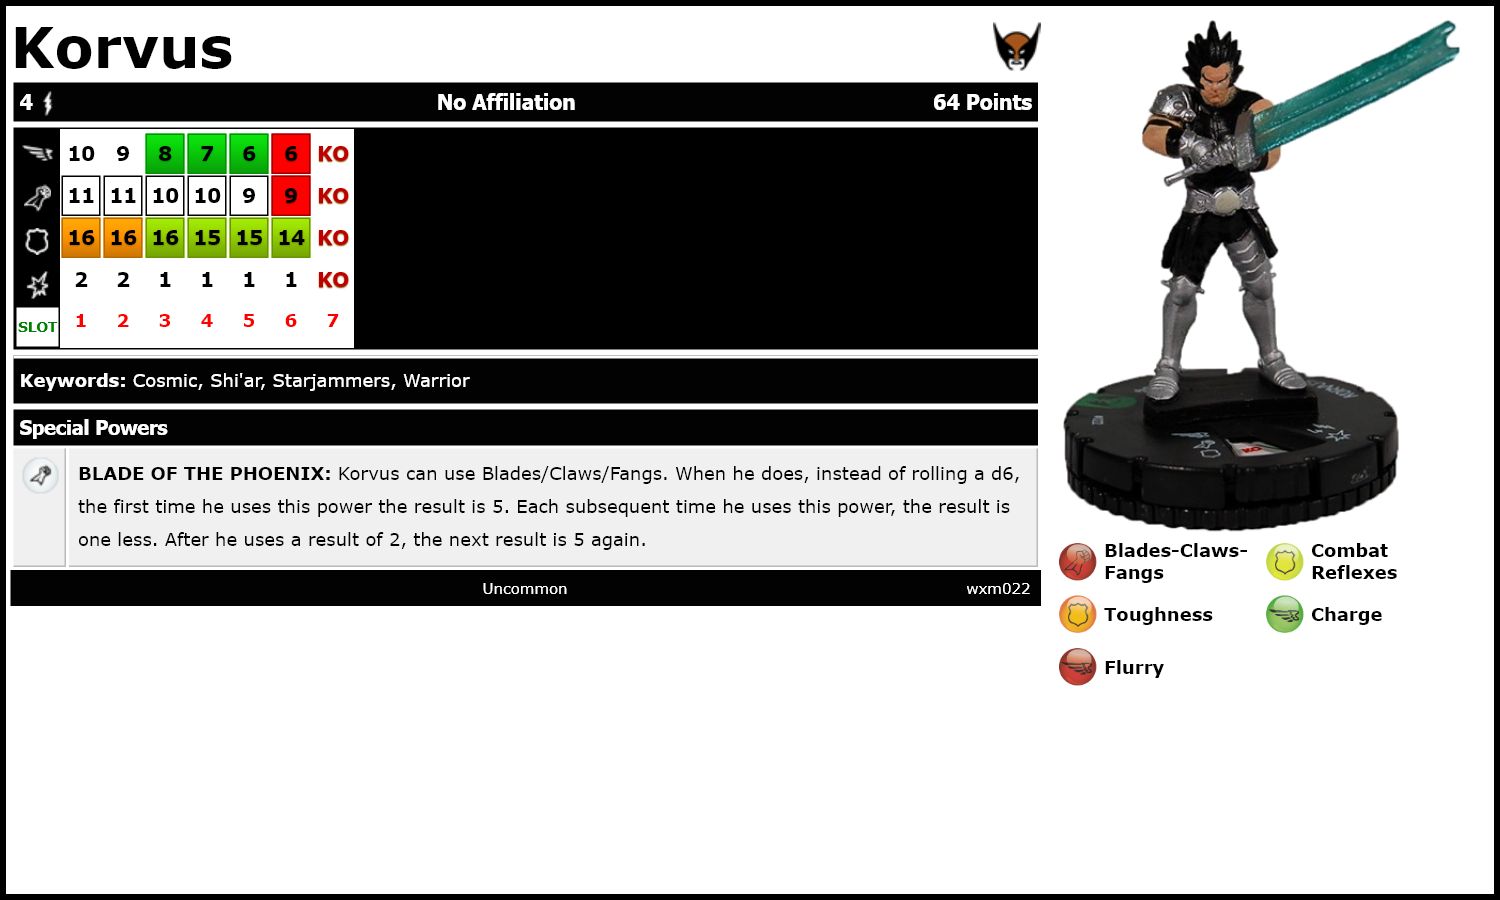 Korvus
4 No Affiliation 64 Points
10 9 8 7 6 6 KO
11 11 10 10 9 9 KO
16 16 16 15 15 14 KO
2 2 1 1 1 1 KO
SLOT 1 2 3 4 5 6 7
Keywords: Cosmic, Shi'ar, Starjammers, Warrior
Special Powers
BLADE OF THE PHOENIX: Korvus can use Blades/Claws/Fangs. When he does, instead of rolling a d6,
the first time he uses this power the result is 5. Each subsequent time he uses this power, the result is
one less. After he uses a result of 2, the next result is 5 again.
Uncommon wxm022
KO
Blades-Claws-
Fangs
Combat
Reflexes
Toughness
Charge
Flurry